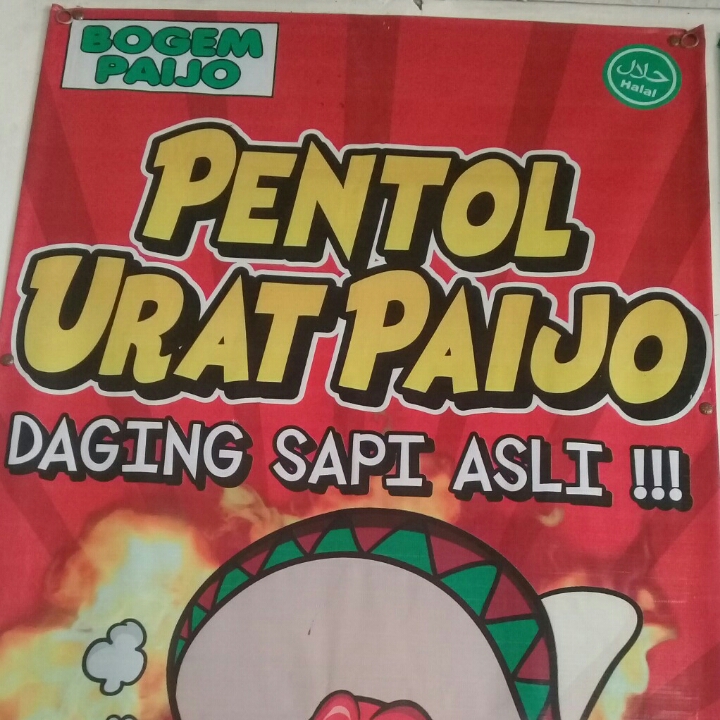 BOGEM
PAIJO
حلال
Halal
PENTOL
URAT PAIJO
DAGING SAPI ASLI !!!